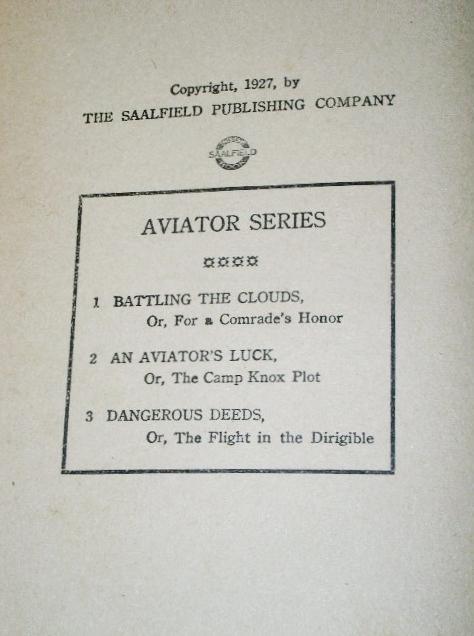 Copyright, 1927, by
THE SAALFIELD PUBLISHING COMPANY
SAALFIELD
AVIATOR SERIES
1 BATTLING THE CLOUDS,
Or, For a Comrade's Honor
2 AN AVIATOR'S LUCK,
Or, The Camp Knox Plot
3 DANGEROUS DEEDS,
Or, The Flight in the Dirigible